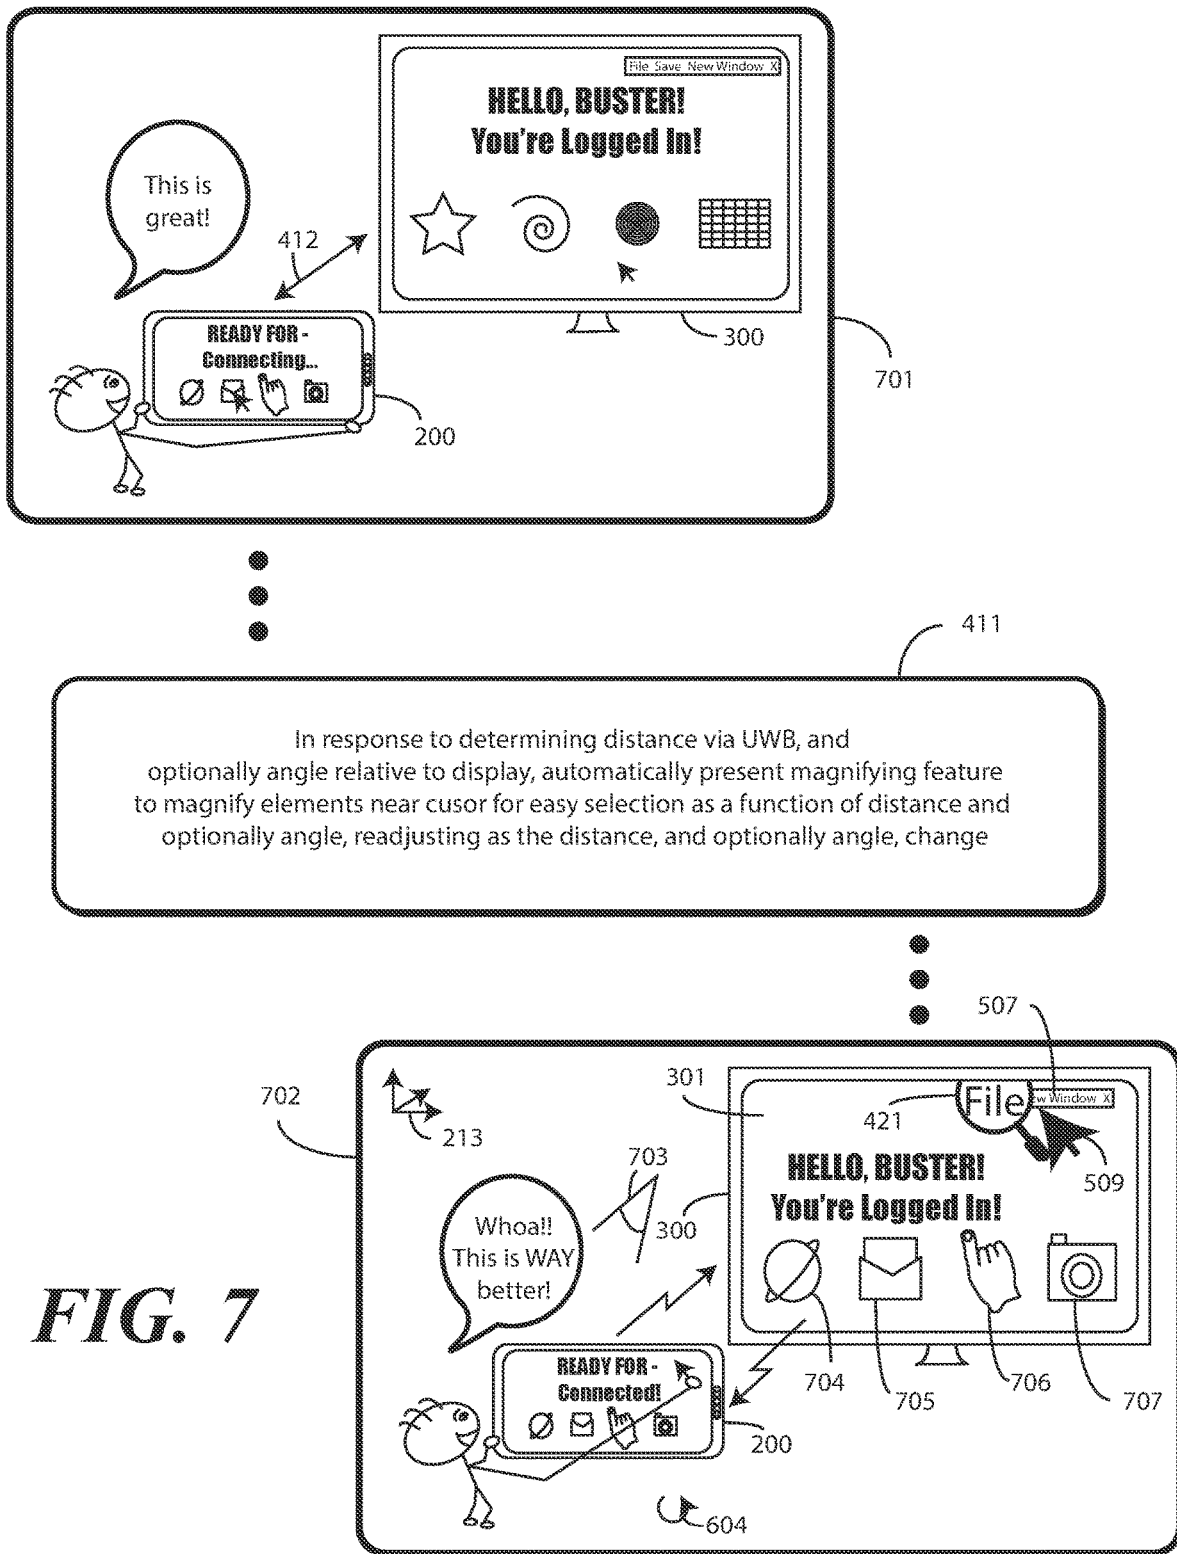 File Save New Window X
HELLO, BUSTER!
You're Logged In!
This is
great!
412
READY FOR -
Connecting...
300
701
200
411
In response to determining distance via UWB, and
optionally angle relative to display, automatically present magnifying feature
to magnify elements near cusor for easy selection as a function of distance and
optionally angle, readjusting as the distance, and optionally angle, change
507
702
301
File
w Window X
421
213
703
509
HELLO, BUSTER!
You're Logged In!
300
Whoa!!
This is WAY
better!
FIG. 7
READY FOR -
Connected!
704
705
706
707
200
604